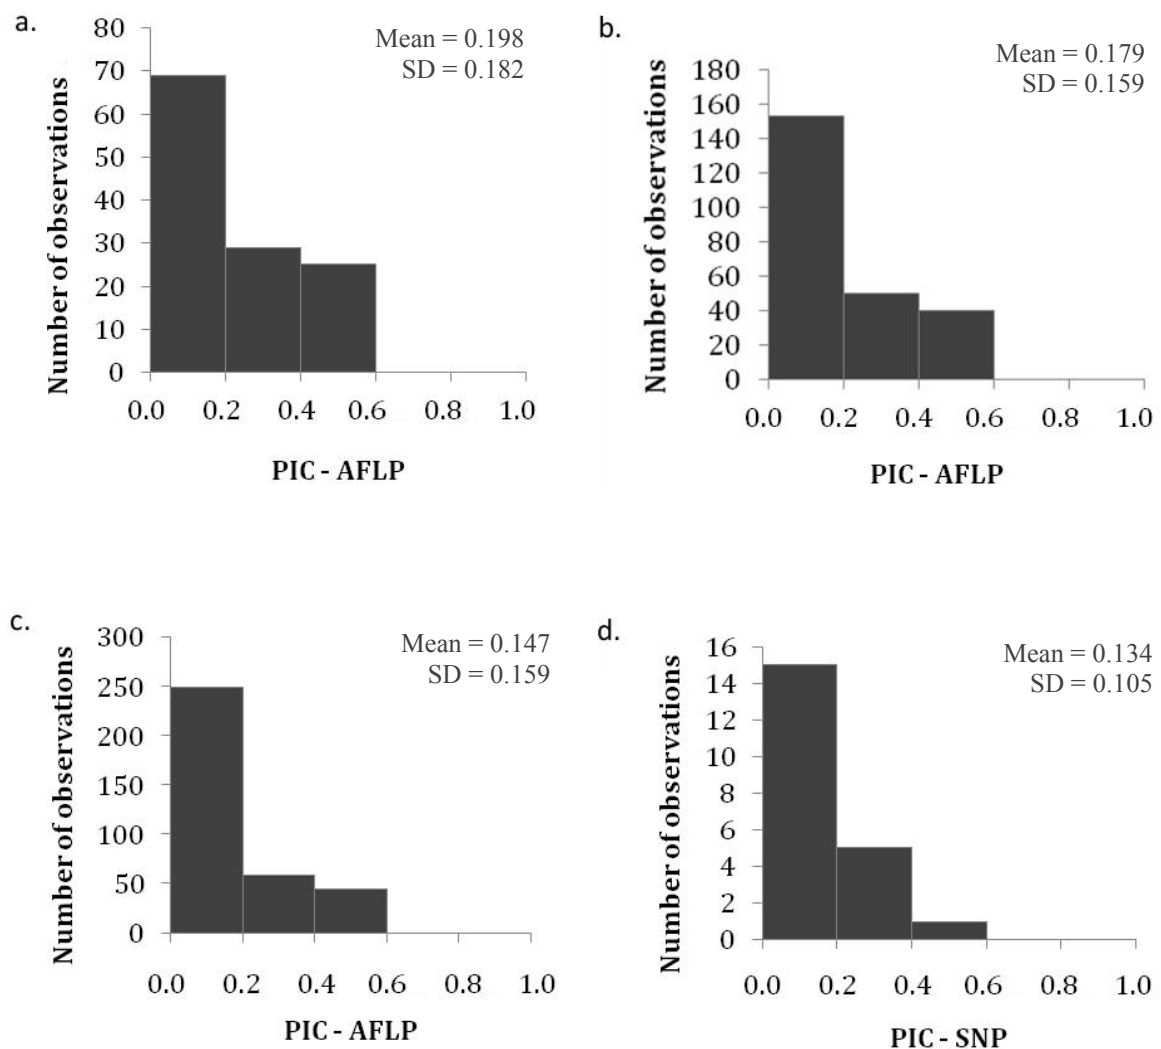 a.
Mean = 0.198
SD = 0.182
Number of observations
80
70
60
50
40
30
20
10
0
0.0 0.2 0.4 0.6 0.8 1.0
PIC - AFLP
b.
Mean = 0.179
SD = 0.159
Number of observations
180
160
140
120
100
80
60
40
20
0
0.0 0.2 0.4 0.6 0.8 1.0
PIC - AFLP
c.
Mean = 0.147
SD = 0.159
Number of observations
300
250
200
150
100
50
0
0.0 0.2 0.4 0.6 0.8 1.0
PIC - AFLP
d.
Mean = 0.134
SD = 0.105
Number of observations
16
14
12
10
8
6
4
2
0
0.0 0.2 0.4 0.6 0.8 1.0
PIC - SNP